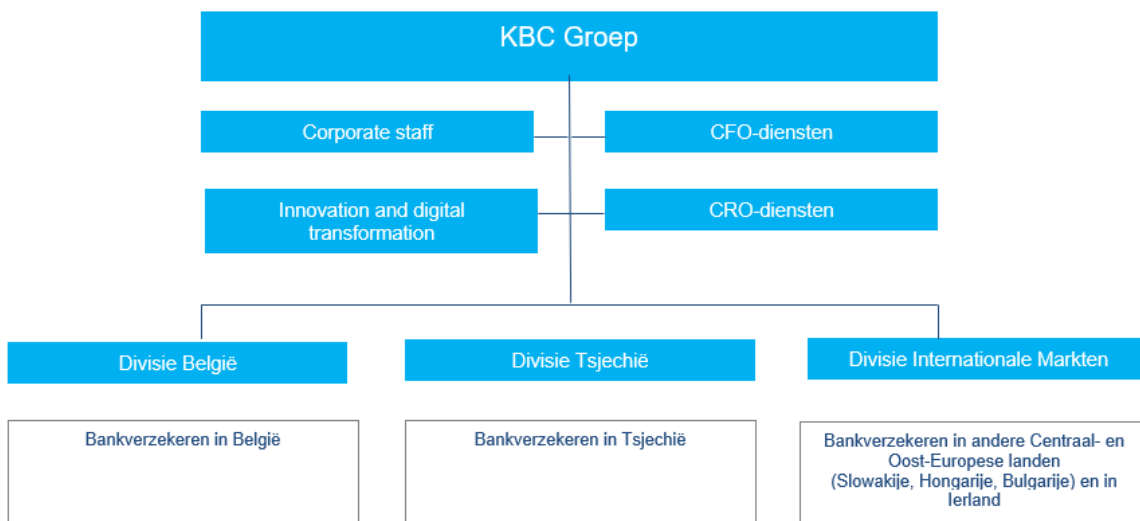 KBC Groep
Corporate staff
CFO-diensten
Innovation and digital
transformation
CRO-diensten
Divisie België
Divisie Tsjechië
Divisie Internationale Markten
Bankverzekeren in België
Bankverzekeren in Tsjechië
Bankverzekeren in andere Centraal- en
Oost-Europese landen
(Slowakije, Hongarije, Bulgarije) en in
Ierland